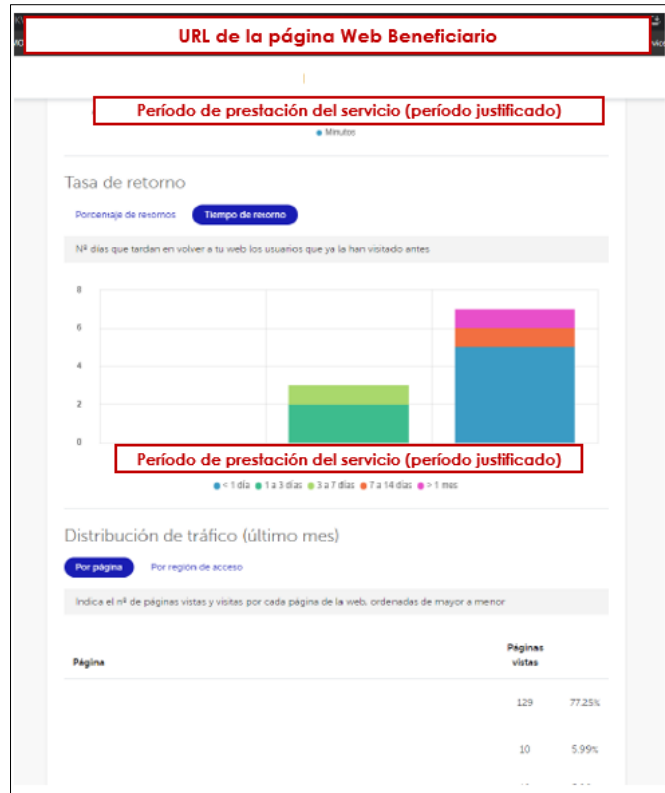 URL de la página Web Beneficiario
Período de prestación del servicio (período justificado)
Minutos
Tasa de retorno
Porcentaje de retornos Tiempo de retorno
Nº días que tardan en volver a tu web los usuarios que ya la han visitado antes
8
6
4
2
0
Período de prestación del servicio (período justificado)
< 1 día 1 a 3 días 3 a 7 días 7 a 14 días > 1 mes
Distribución de tráfico (último mes)
Por página Por región de acceso
Indica el nº de páginas vistas y visitas por cada página de la web, ordenadas de mayor a menor
Página Páginas vistas
129 77.25%
10 5.99%